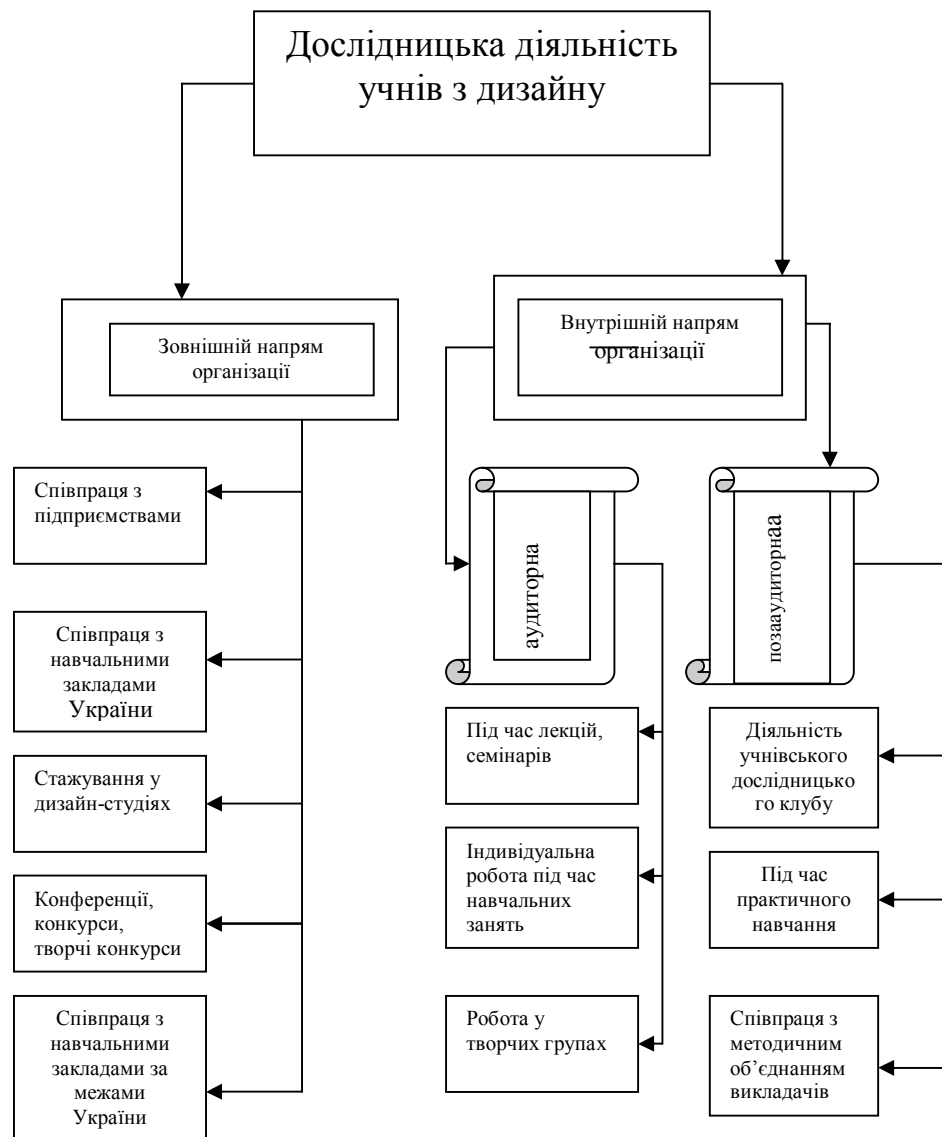 Дослідницька діяльність
учнів з дизайну
Зовнішній напрям
організації
Внутрішній напрям
організації
Співпраця з
підприємствами
Співпраця з
навчальними
закладами
України
Стажування у
дизайн-студіях
Конференції,
конкурси,
творчі конкурси
Співпраця з
навчальними
закладами за
межами
України
аудиторна
Під час лекцій,
семінарів
Індивідуальна
робота під час
навчальних
занять
Робота у
творчих групах
позааудиторнаа
Діяльність
учнівського
дослідницько
го клубу
Під час
практичного
навчання
Співпраця з
методичним
об’єднанням
викладачів